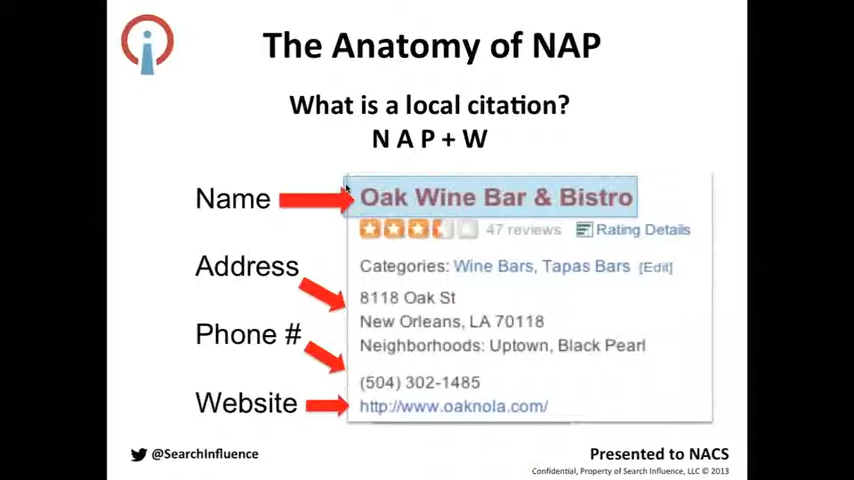 The Anatomy of NAP
What is a local citation?
N A P + W
Name
Oak Wine Bar & Bistro
47 reviews Rating Details
Address
Categories: Wine Bars, Tapas Bars [Edit]
8118 Oak St
New Orleans, LA 70118
Phone #
Neighborhoods: Uptown, Black Pearl
(504) 302-1485
Website
http://www.oaknola.com/
@SearchInfluence
Presented to NACS
Confidential, Property of Search Influence, LLC © 2013